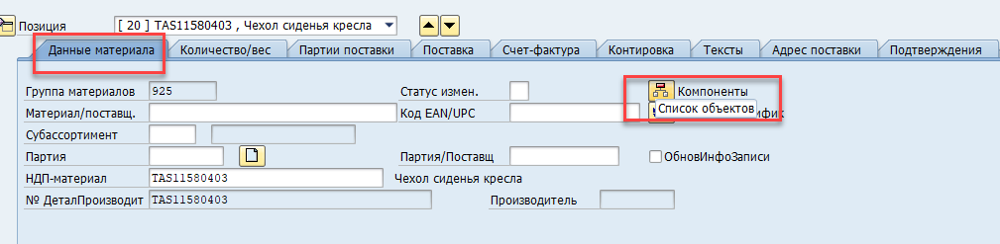 Позиция [ 20 ] TAS11580403 , Чехол сиденья кресла
Данные материала Количество/вес Партии поставки Поставка Счет-фактура Контировка Тексты Адрес поставки Подтверждения
Группа материалов 925 Статус измен. Компоненты
Материал/поставщ. Код EAN/UPC Список объектов
Субассортимент
Партия Партия/Поставщ ОбновИнфоЗаписи
НДП-материал TAS11580403 Чехол сиденья кресла
№ ДеталПроизводит TAS11580403 Производитель